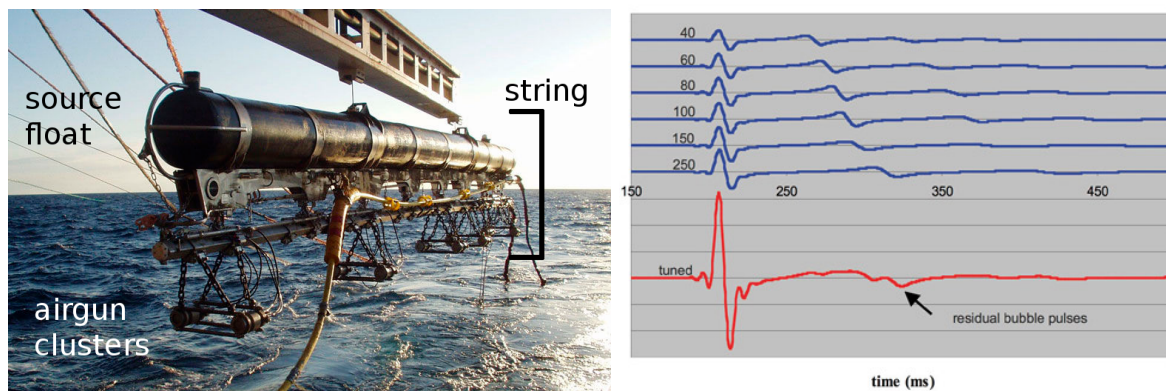 source
float
string
airgun
clusters
40
60
80
100
150
250
150 250 350 450
tuned
residual bubble pulses
time (ms)